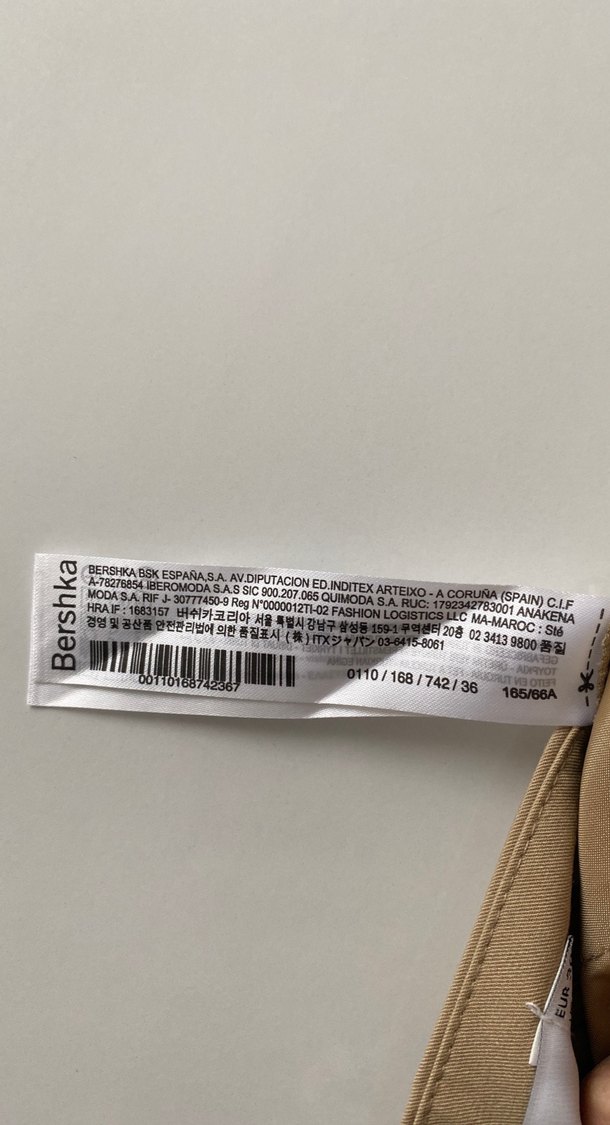 Bershka
BERSHKA BSK ESPAÑA,S.A. AV.DIPUTACION ED.INDITEX ARTEIXO - A CORUÑA (SPAIN) C.I.F
A-78276854 IBEROMODA S.A.S SIC 900.207.065 QUIMODA S.A. RUC: 1792342783001 ANAKENA
MODA S.A. RIF J- 30777450-9 Reg N°0000012TI-02 FASHION LOGISTICS LLC MA-MAROC : Sté
HRA IF : 1683157 버쉬카코리아 서울 특별시 강남구 삼성동 159-1 무역센터 20층 02 3413 9800 품질
경영 및 공산품 안전관리법에 의한 품질표시 (株) ITXジャパン 03-6415-8061
00110168742367
0110 / 168 / 742 / 36
165/66A
EUR